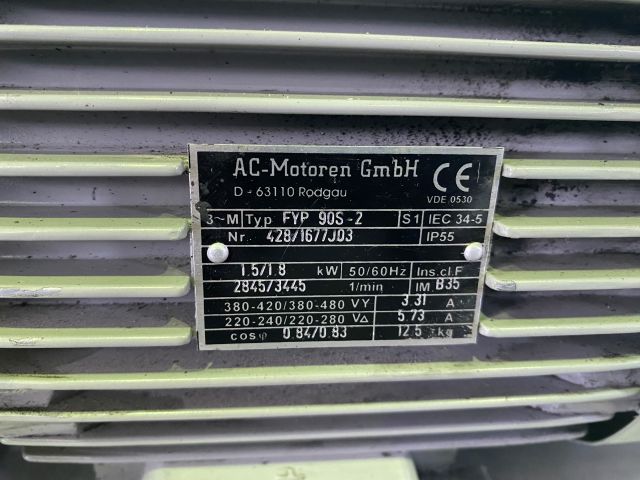 AC-Motoren GmbH CE
D - 63110 Rodgau VDE 0530
3~M Typ FYP 90S-2 S1 IEC 34-5
Nr. 428/1677J03 IP55
1.5/1.8 kW 50/60Hz Ins.cl.F
2845/3445 1/min IM B35
380-420/380-480 VY 3.31 A
220-240/220-280 V∆ 5.73 A
cosφ 0.84/0.83 12.5 kg